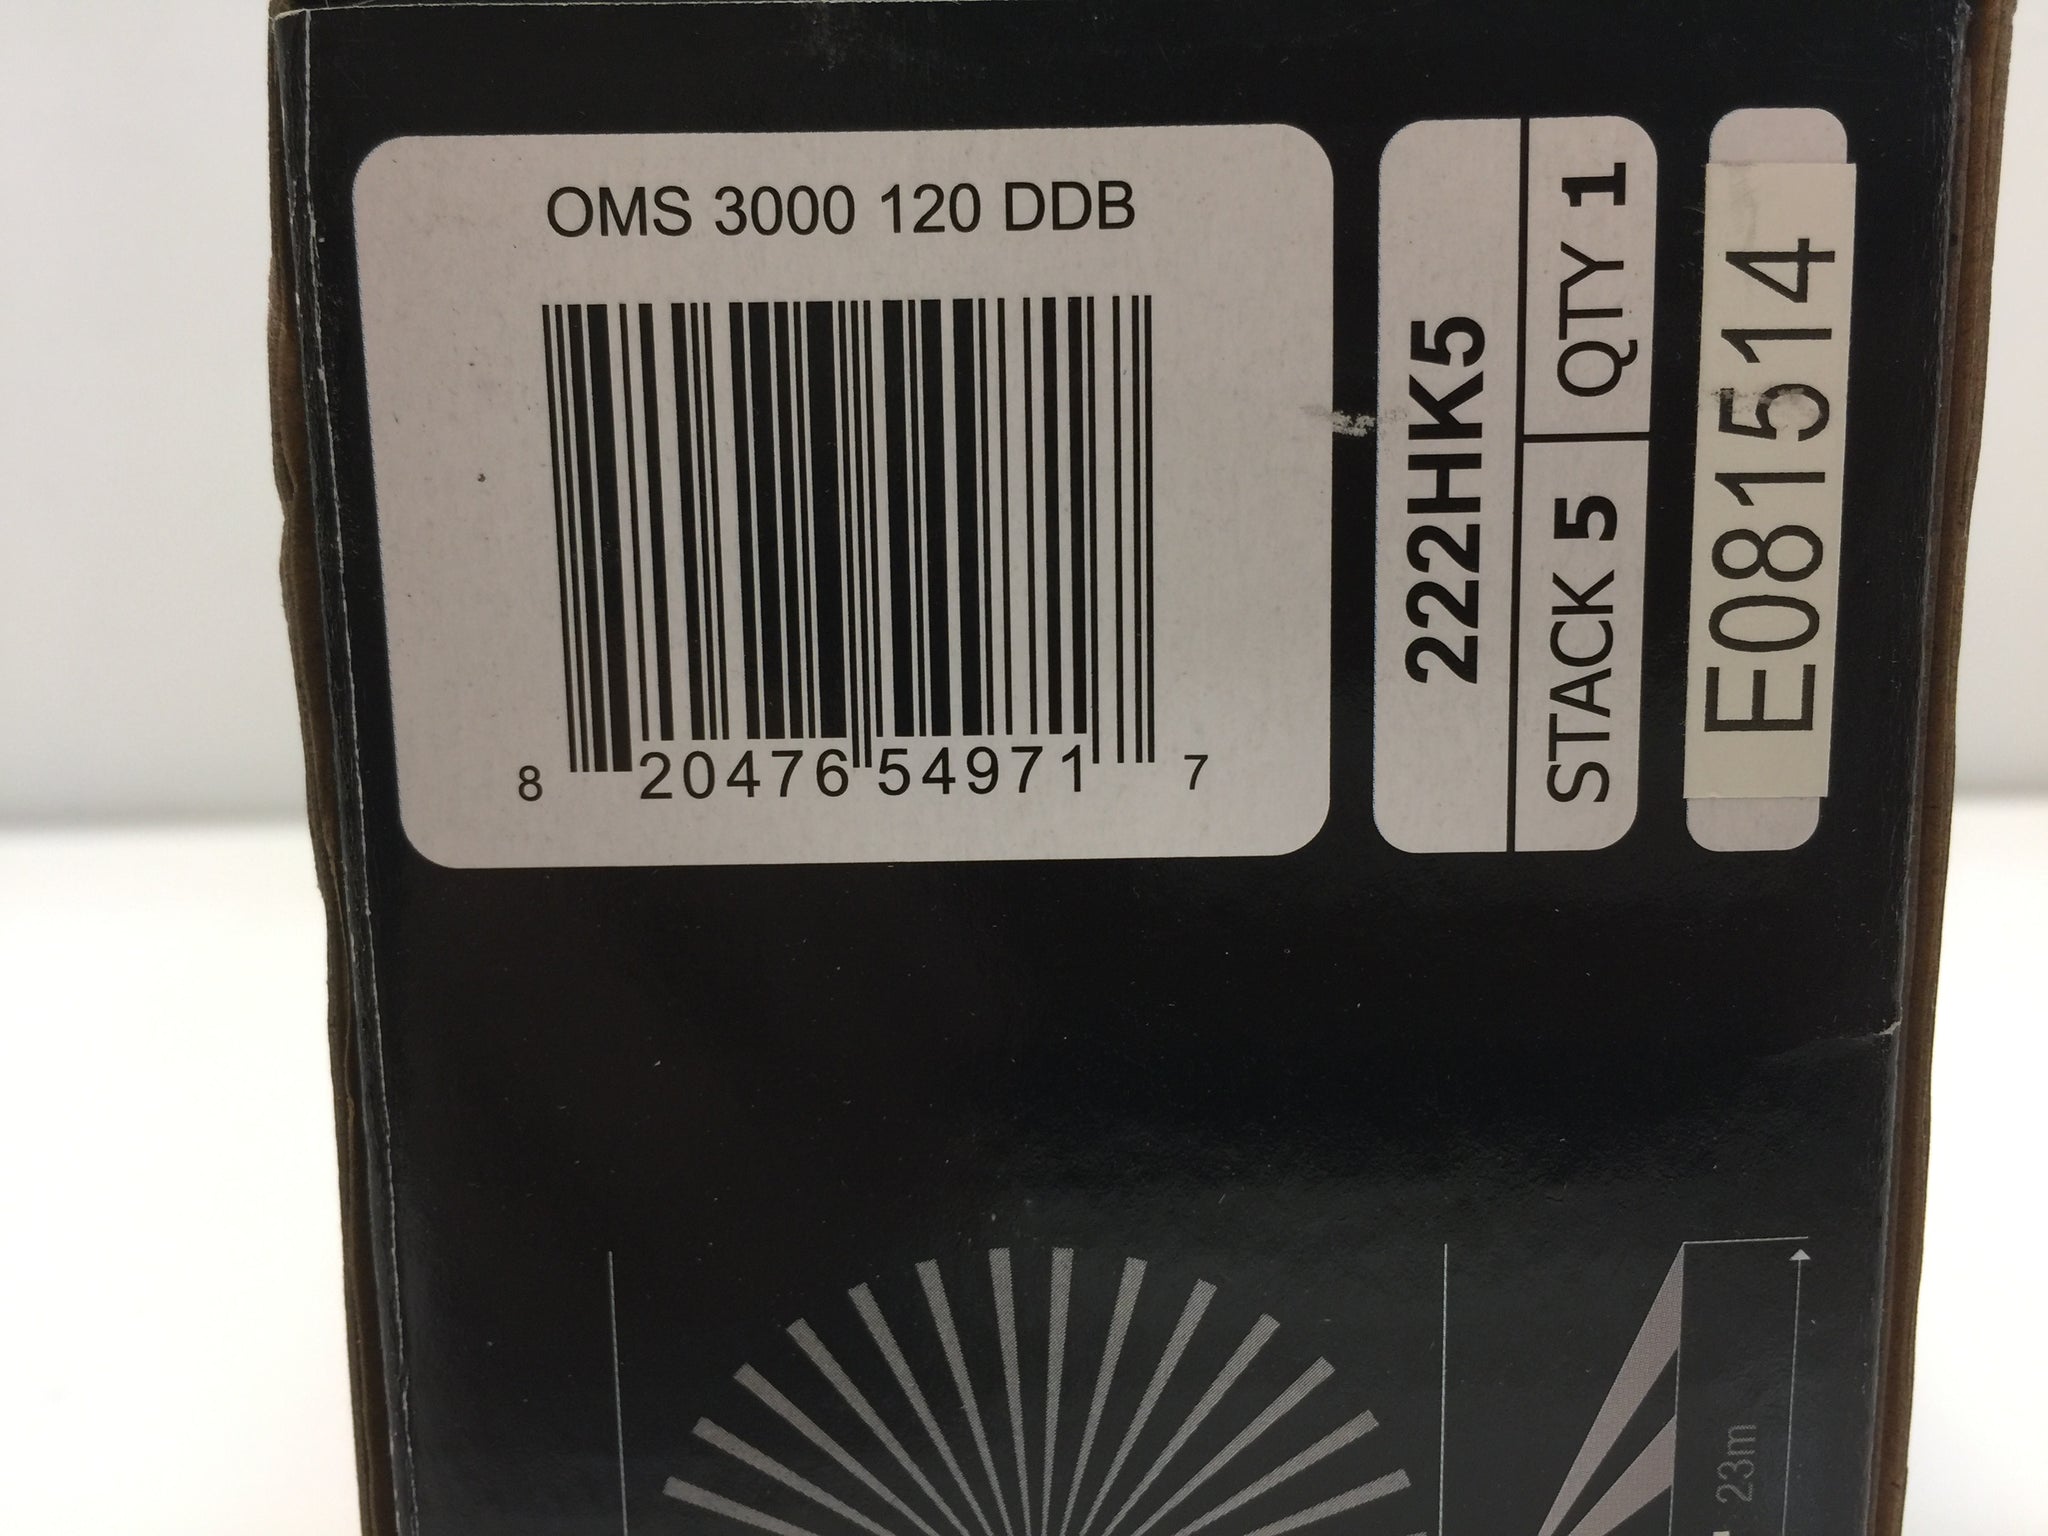 OMS 3000 120 DDB
8 20476 54971 7
222HK5
STACK 5
QTY 1
E081514
23m